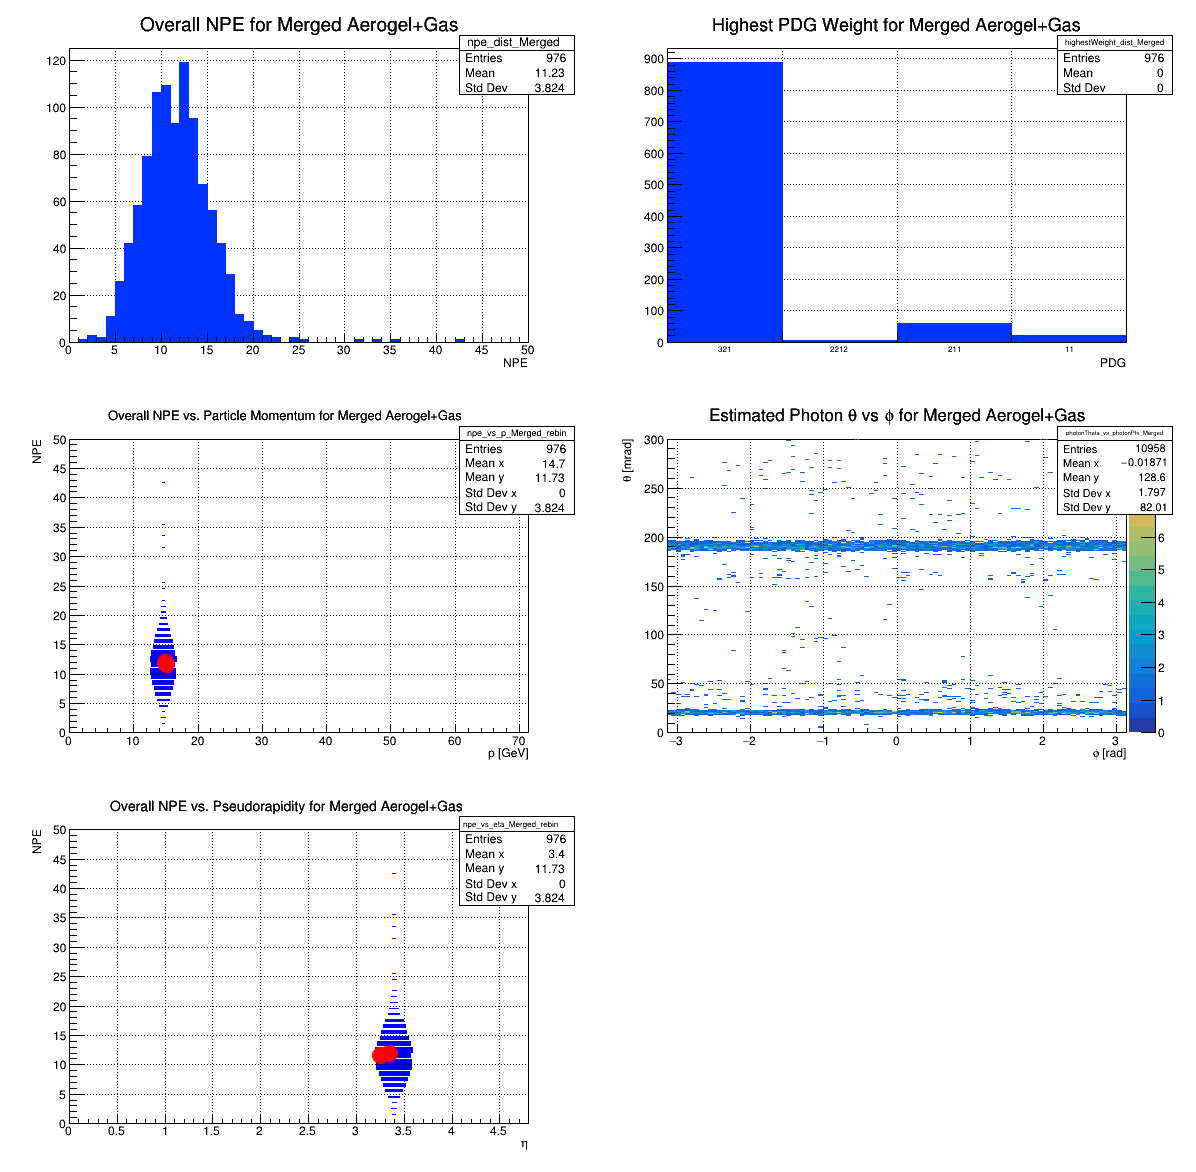 Overall NPE for Merged Aerogel+Gas
npe_dist_Merged
Entries 976
Mean 11.23
Std Dev 3.824
120
100
80
60
40
20
0
0 5 10 15 20 25 30 35 40 45 50
NPE
Highest PDG Weight for Merged Aerogel+Gas
highestWeight_dist_Merged
Entries 976
Mean 0
Std Dev 0
900
800
700
600
500
400
300
200
100
0
321 2212 211 11
PDG
Overall NPE vs. Particle Momentum for Merged Aerogel+Gas
npe_vs_p_Merged_rebin
Entries 976
Mean x 14.7
Mean y 11.73
Std Dev x 0
Std Dev y 3.824
NPE
50
45
40
35
30
25
20
15
10
5
0
0 10 20 30 40 50 60 70
p [GeV]
Estimated Photon θ vs ϕ for Merged Aerogel+Gas
photonTheta_vs_photonPhi_Merged
Entries 10958
Mean x −0.01871
Mean y 128.6
Std Dev x 1.797
Std Dev y 82.01
θ [mrad]
300
250
200
150
100
50
0
−3 −2 −1 0 1 2 3
ϕ [rad]
6
5
4
3
2
1
0
Overall NPE vs. Pseudorapidity for Merged Aerogel+Gas
npe_vs_eta_Merged_rebin
Entries 976
Mean x 3.4
Mean y 11.73
Std Dev x 0
Std Dev y 3.824
NPE
50
45
40
35
30
25
20
15
10
5
0
0 0.5 1 1.5 2 2.5 3 3.5 4 4.5
η